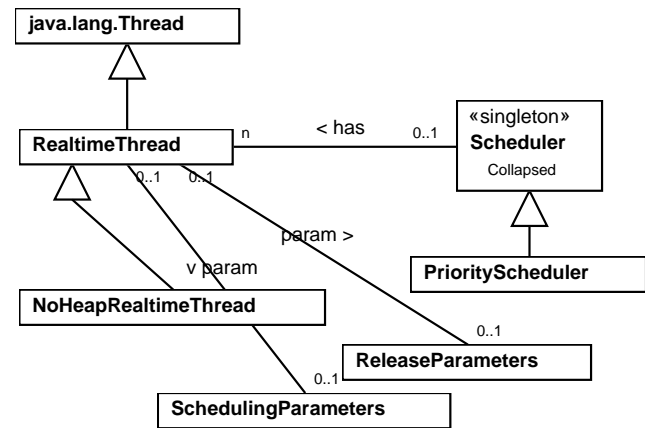 java.lang.Thread
«singleton»
Scheduler
Collapsed
RealtimeThread
n
< has
0..1
0..1
0..1
param >
v param
PriorityScheduler
NoHeapRealtimeThread
0..1
ReleaseParameters
0..1
SchedulingParameters